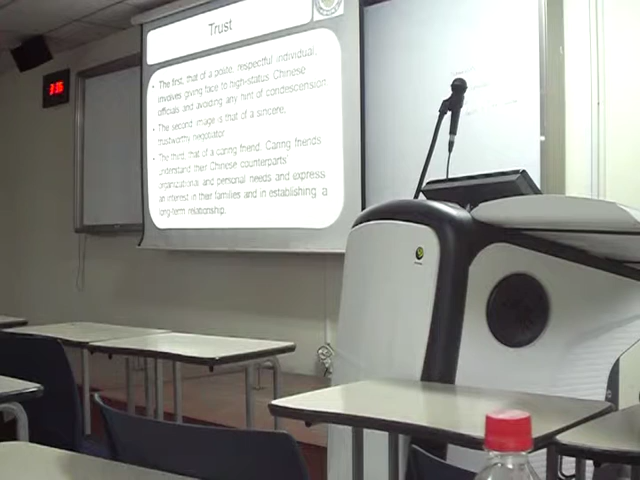 Trust
• The first, that of a polite, respectful individual,
involves giving face to high-status Chinese
officials and avoiding any hint of condescension.
• The second image is that of a sincere,
trustworthy negotiator.
• The third, that of a caring friend. Caring friends
understand their Chinese counterparts'
organizational and personal needs and express
an interest in their families and in establishing a
long-term relationship.